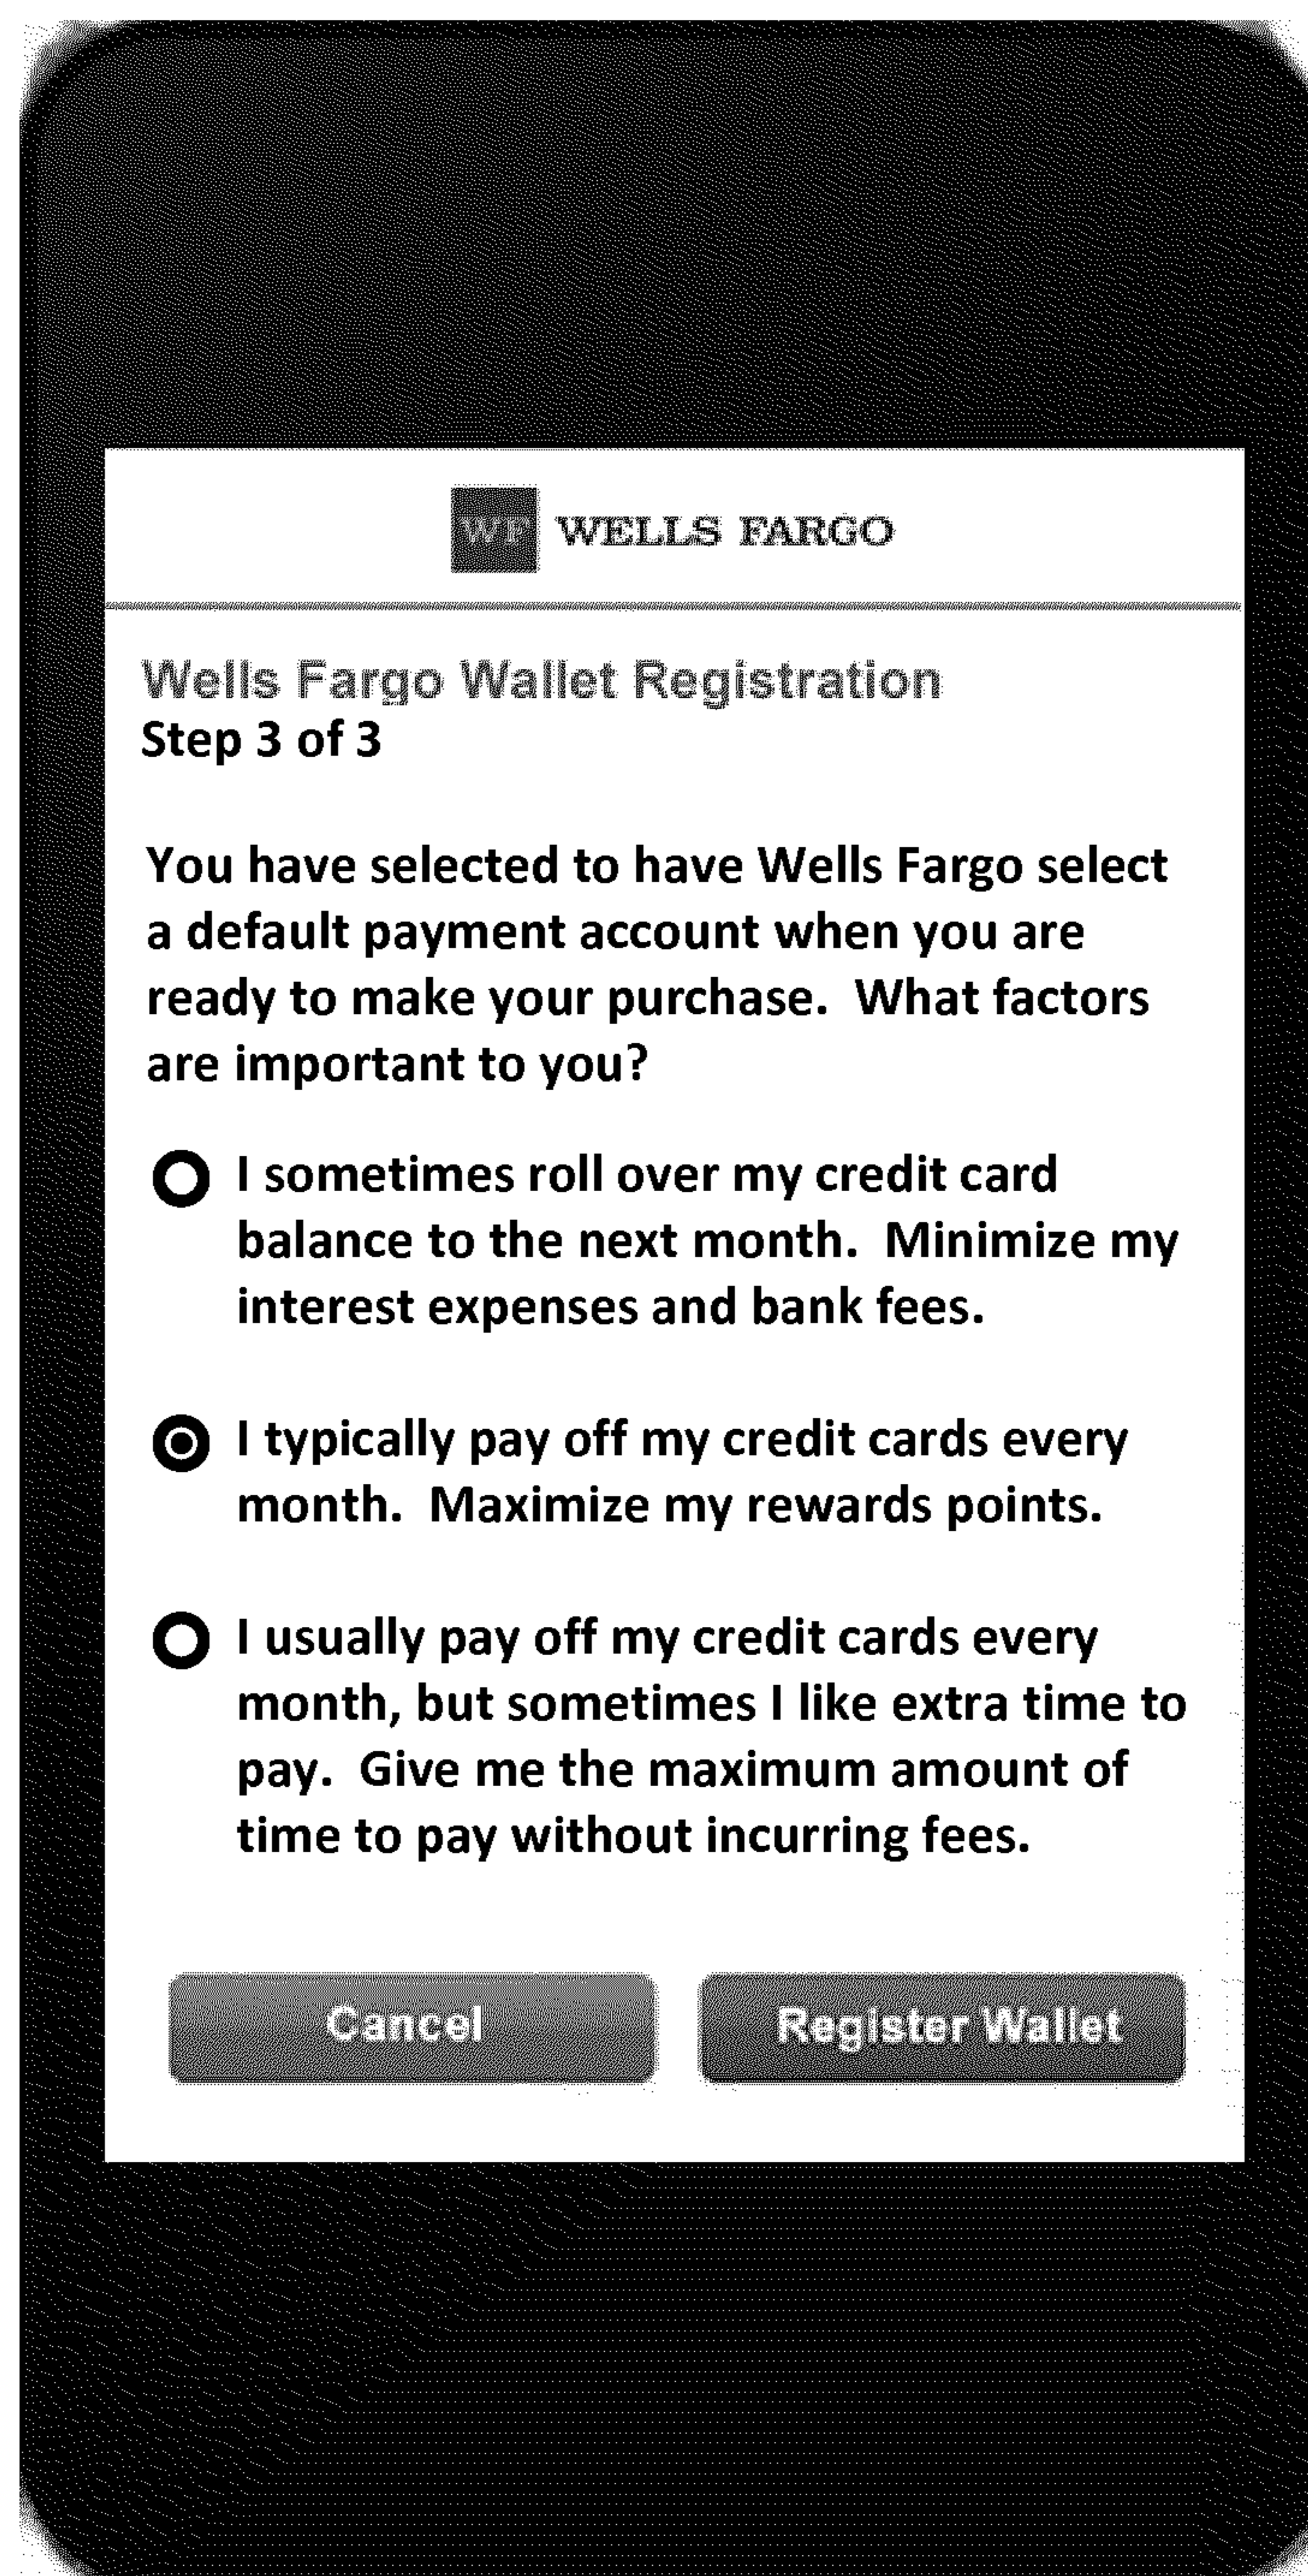 WF WELLS FARGO
Wells Fargo Wallet Registration
Step 3 of 3
You have selected to have Wells Fargo select
a default payment account when you are
ready to make your purchase.  What factors
are important to you?
I sometimes roll over my credit card
balance to the next month.  Minimize my
interest expenses and bank fees.
I typically pay off my credit cards every
month.  Maximize my rewards points.
I usually pay off my credit cards every
month, but sometimes I like extra time to
pay.  Give me the maximum amount of
time to pay without incurring fees.
Cancel Register Wallet